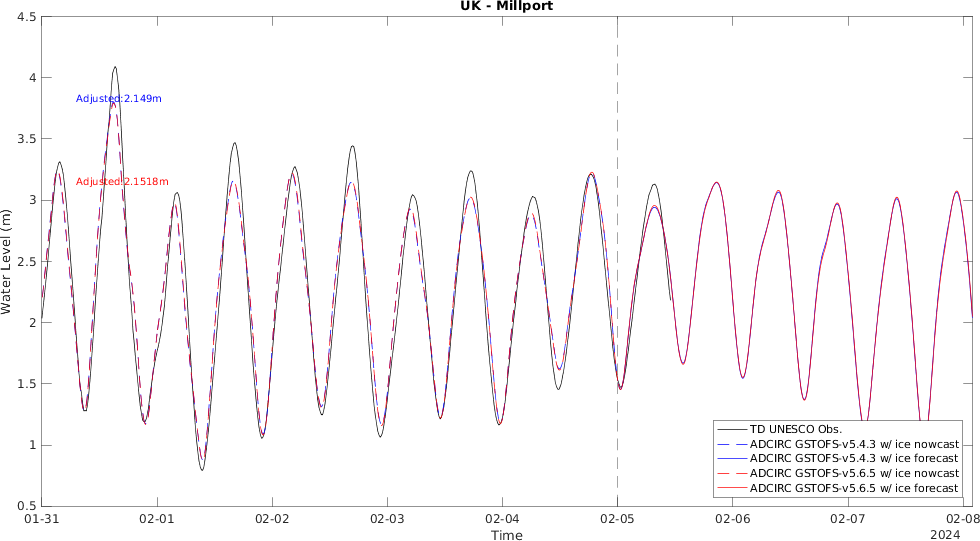 UK - Millport
4.5
4
3.5
3
2.5
2
1.5
1
0.5
Water Level (m)
Adjusted:2.149m
Adjusted:2.1518m
TD UNESCO Obs.
ADCIRC GSTOFS-v5.4.3 w/ ice nowcast
ADCIRC GSTOFS-v5.4.3 w/ ice forecast
ADCIRC GSTOFS-v5.6.5 w/ ice nowcast
ADCIRC GSTOFS-v5.6.5 w/ ice forecast
01-31 02-01 02-02 02-03 02-04 02-05 02-06 02-07 02-08
Time
2024